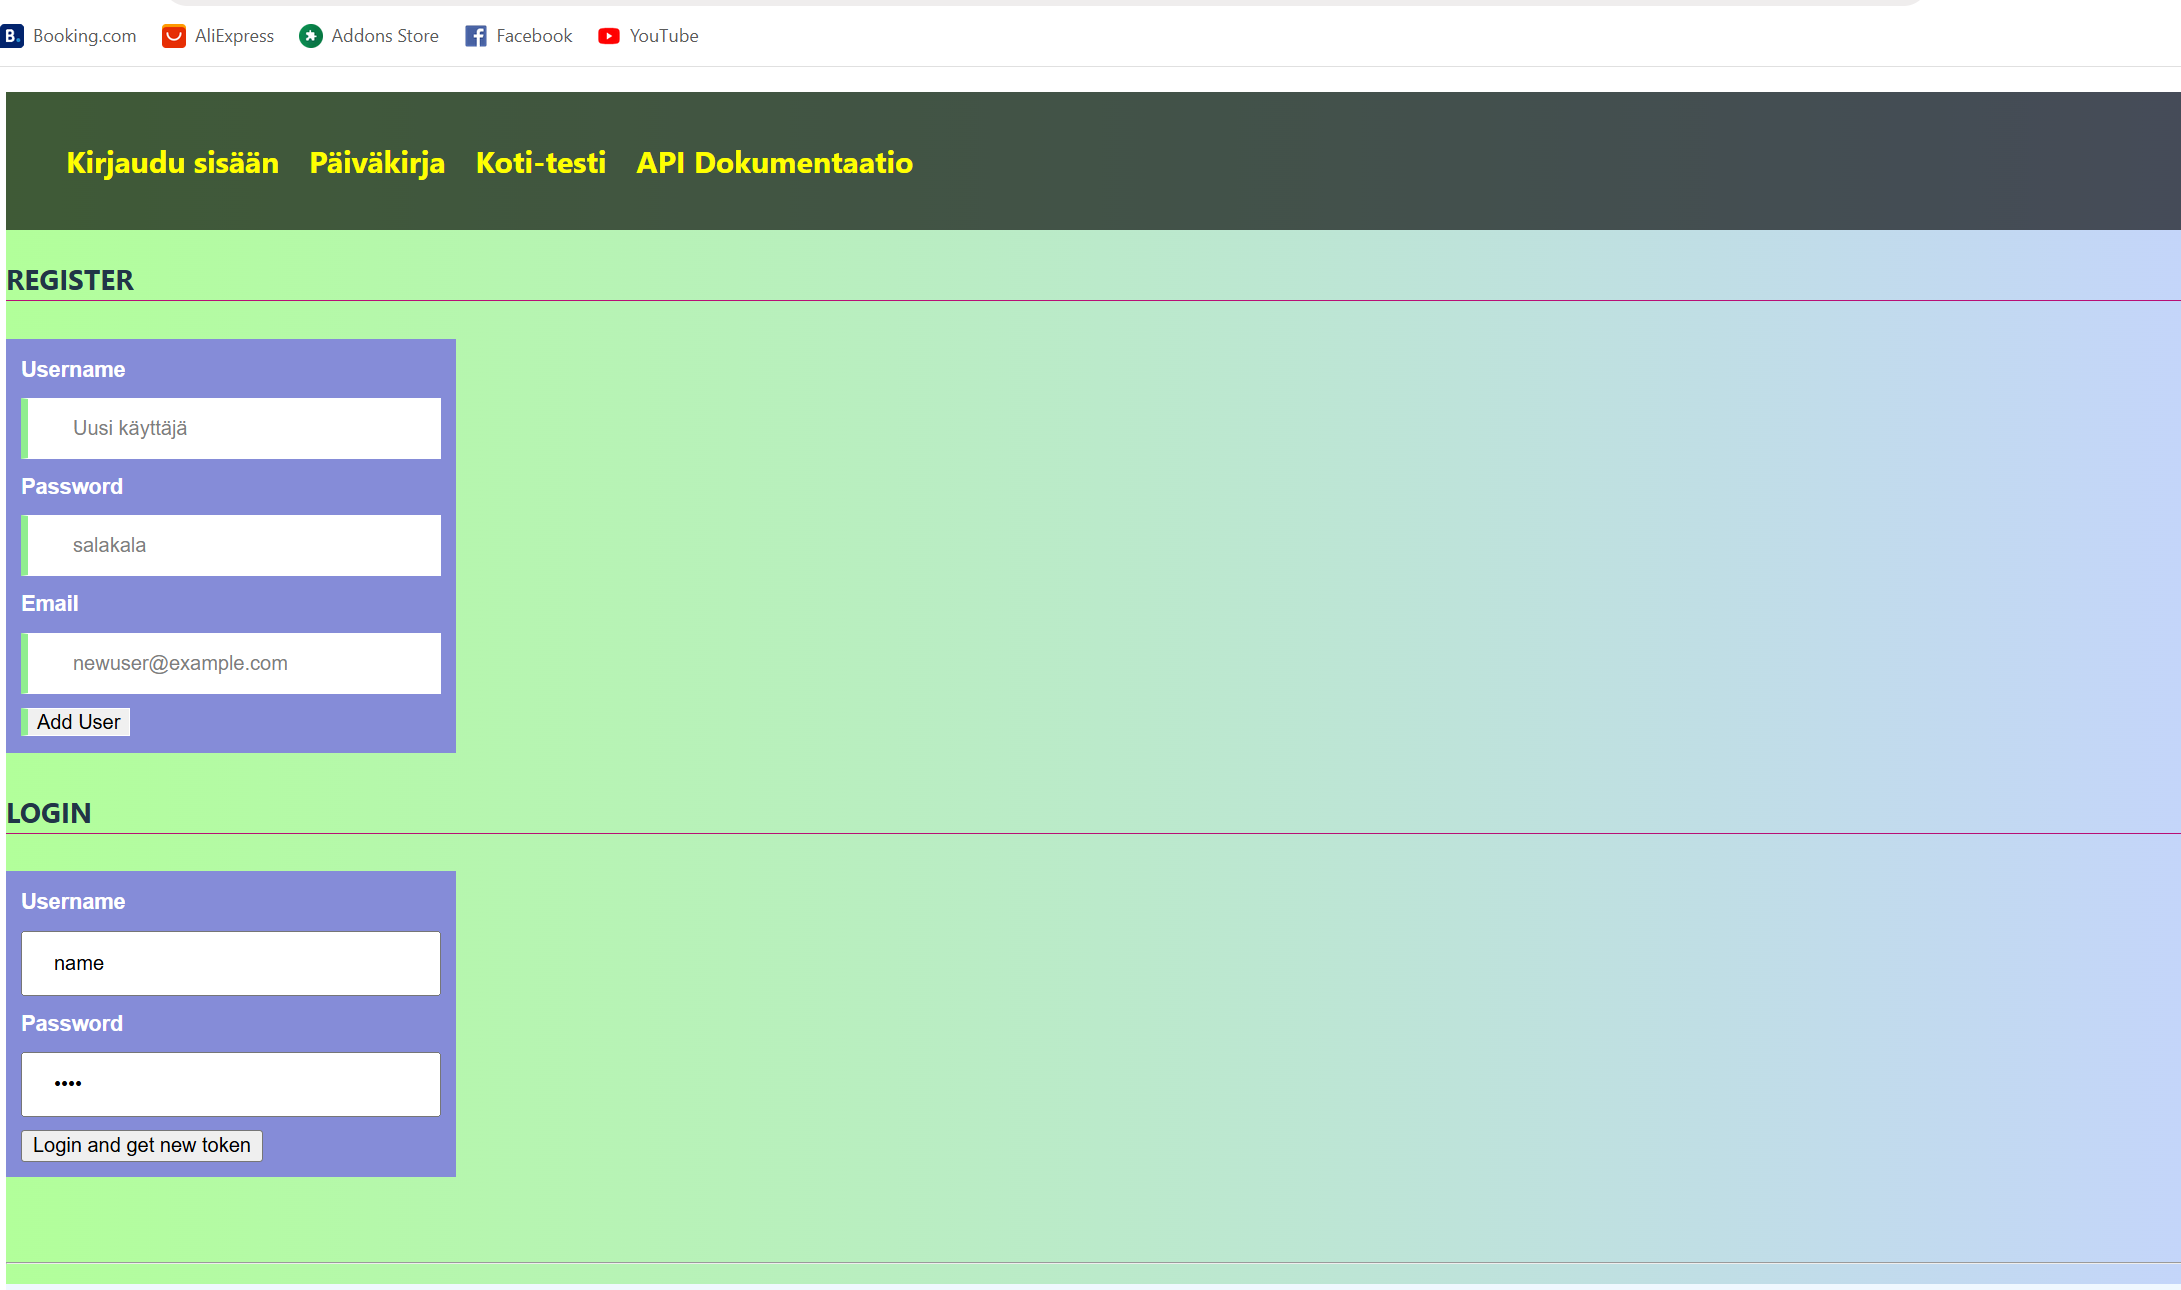 Booking.com AliExpress Addons Store Facebook YouTube
Kirjaudu sisään Päiväkirja Koti-testi API Dokumentaatio
REGISTER
Username
Uusi käyttäjä
Password
salakala
Email
newuser@example.com
Add User
LOGIN
Username
name
Password
••••
Login and get new token